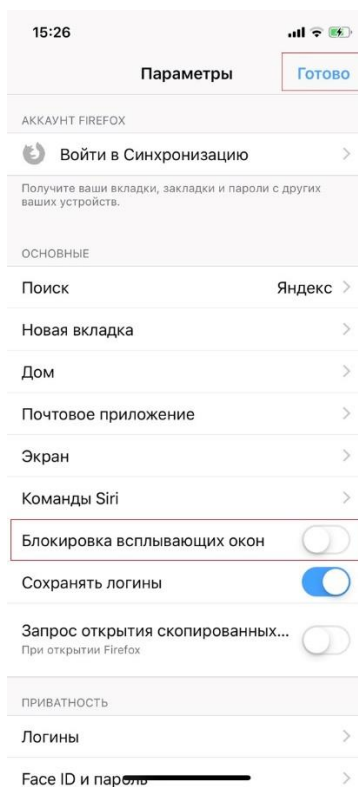 15:26
Параметры
Готово
АККАУНТ FIREFOX
Войти в Синхронизацию
Получите ваши вкладки, закладки и пароли с других
ваших устройств.
ОСНОВНЫЕ
Поиск Яндекс
Новая вкладка
Дом
Почтовое приложение
Экран
Команды Siri
Блокировка всплывающих окон
Сохранять логины
Запрос открытия скопированных...
При открытии Firefox
ПРИВАТНОСТЬ
Логины
Face ID и пароль